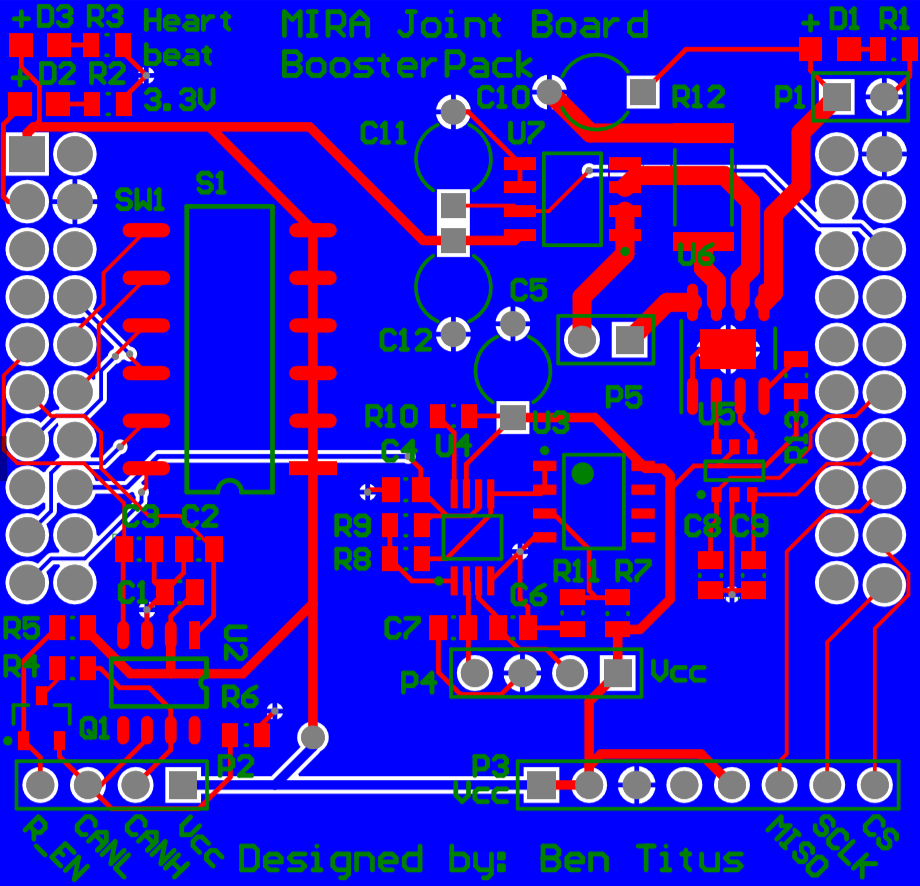 + D3 R3 Heart
beat
+ D2 R2
3.3V
MIRA Joint Board
BoosterPack
+ D1 R1
C10
R12
P1
C11
U7
SW1
S1
U6
C5
C12
P5
R10
U4
U3
U5
R13
C4
C3
C2
R9
R8
C8
C9
C1
R11
R7
C6
R5
U2
C7
R4
P4
Vcc
R6
Q1
P2
P3
Vcc
R_EN
CANL
CANH
Vcc
MISO
SCLK
CS
Designed by: Ben Titus